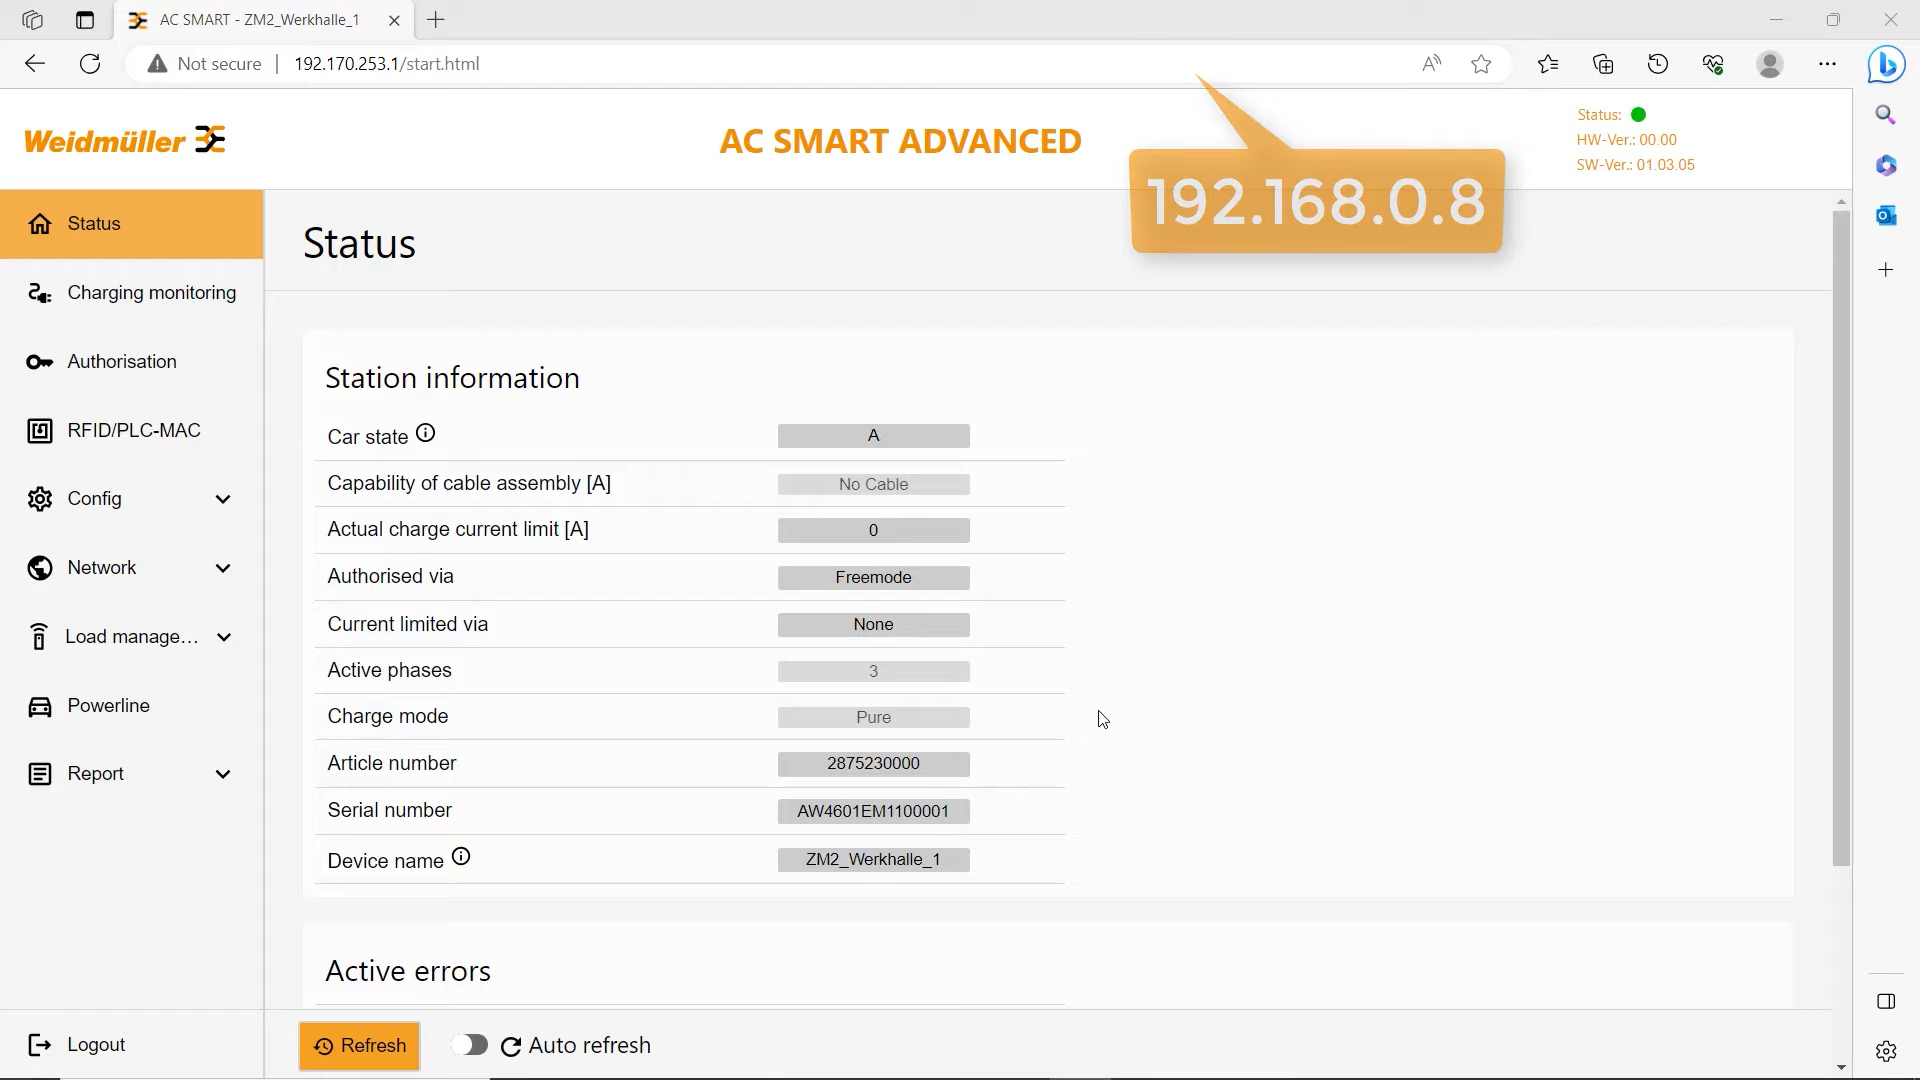 AC SMART - ZM2_Werkhalle_1
Not secure | 192.170.253.1/start.html
Weidmüller
AC SMART ADVANCED
Status:
HW-Ver.: 00.00
SW-Ver.: 01.03.05
192.168.0.8
Status
Charging monitoring
Authorisation
RFID/PLC-MAC
Config
Network
Load manage...
Powerline
Report
Logout
Status
Station information
Car state A
Capability of cable assembly [A] No Cable
Actual charge current limit [A] 0
Authorised via Freemode
Current limited via None
Active phases 3
Charge mode Pure
Article number 2875230000
Serial number AW4601EM1100001
Device name ZM2_Werkhalle_1
Active errors
Refresh
Auto refresh